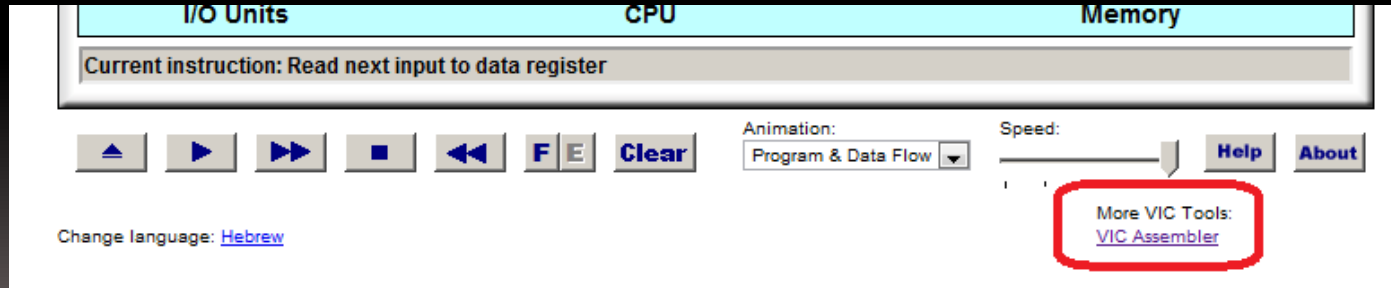 I/O Units CPU Memory
Current instruction: Read next input to data register
Animation: Speed:
F E Clear Program & Data Flow Help About
More VIC Tools:
Change language: Hebrew VIC Assembler